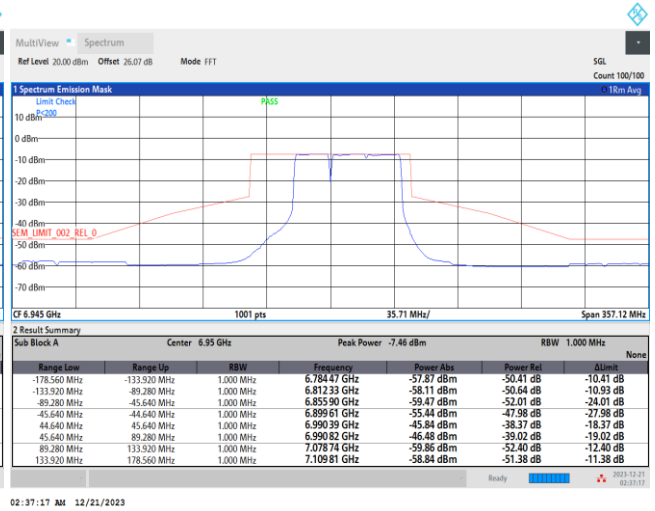 MultiView Spectrum
Ref Level 20.00 dBm Offset 26.07 dB Mode FFT SGL
Count 100/100
1 Spectrum Emission Mask 1Rm Avg
Limit Check PASS
P<200
10 dBm
0 dBm
-10 dBm
-20 dBm
-30 dBm
-40 dBm
SEM_LIMIT_002_REL_0
-50 dBm
-60 dBm
-70 dBm
CF 6.945 GHz 1001 pts 35.71 MHz/ Span 357.12 MHz
2 Result Summary
Sub Block A Center 6.95 GHz Peak Power -7.46 dBm RBW 1.000 MHz
None
Range Low Range Up RBW Frequency Power Abs Power Rel ΔLimit
-178.560 MHz -133.920 MHz 1.000 MHz 6.784 47 GHz -57.87 dBm -50.41 dB -10.41 dB
-133.920 MHz -89.280 MHz 1.000 MHz 6.812 33 GHz -58.11 dBm -50.64 dB -10.93 dB
-89.280 MHz -45.640 MHz 1.000 MHz 6.855 90 GHz -59.47 dBm -52.01 dB -24.01 dB
-45.640 MHz -44.640 MHz 1.000 MHz 6.899 61 GHz -55.44 dBm -47.98 dB -27.98 dB
44.640 MHz 45.640 MHz 1.000 MHz 6.990 39 GHz -45.84 dBm -38.37 dB -18.37 dB
45.640 MHz 89.280 MHz 1.000 MHz 6.990 82 GHz -46.48 dBm -39.02 dB -19.02 dB
89.280 MHz 133.920 MHz 1.000 MHz 7.078 74 GHz -59.86 dBm -52.40 dB -12.40 dB
133.920 MHz 178.560 MHz 1.000 MHz 7.109 81 GHz -58.84 dBm -51.38 dB -11.38 dB
Ready 2023-12-21
02:37:17
02:37:17 AM 12/21/2023